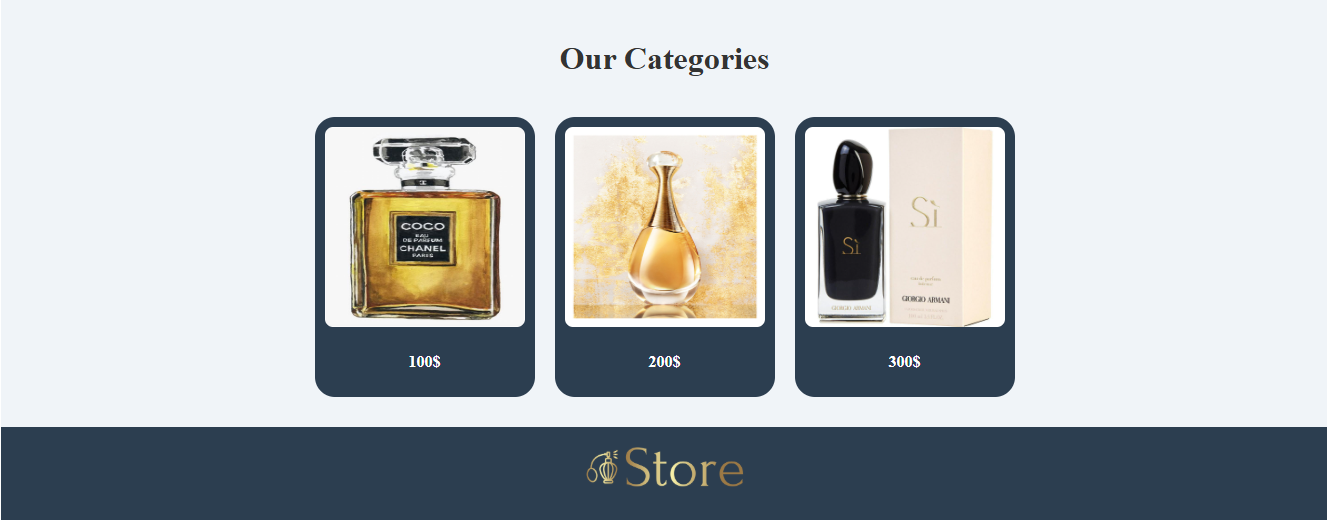 Our Categories
COCO
EAU
DE PARFUM
CHANEL
PARIS
Sì
GIORGIO ARMANI
Sì
eau de parfum
intense
GIORGIO ARMANI
100$
200$
300$
Store